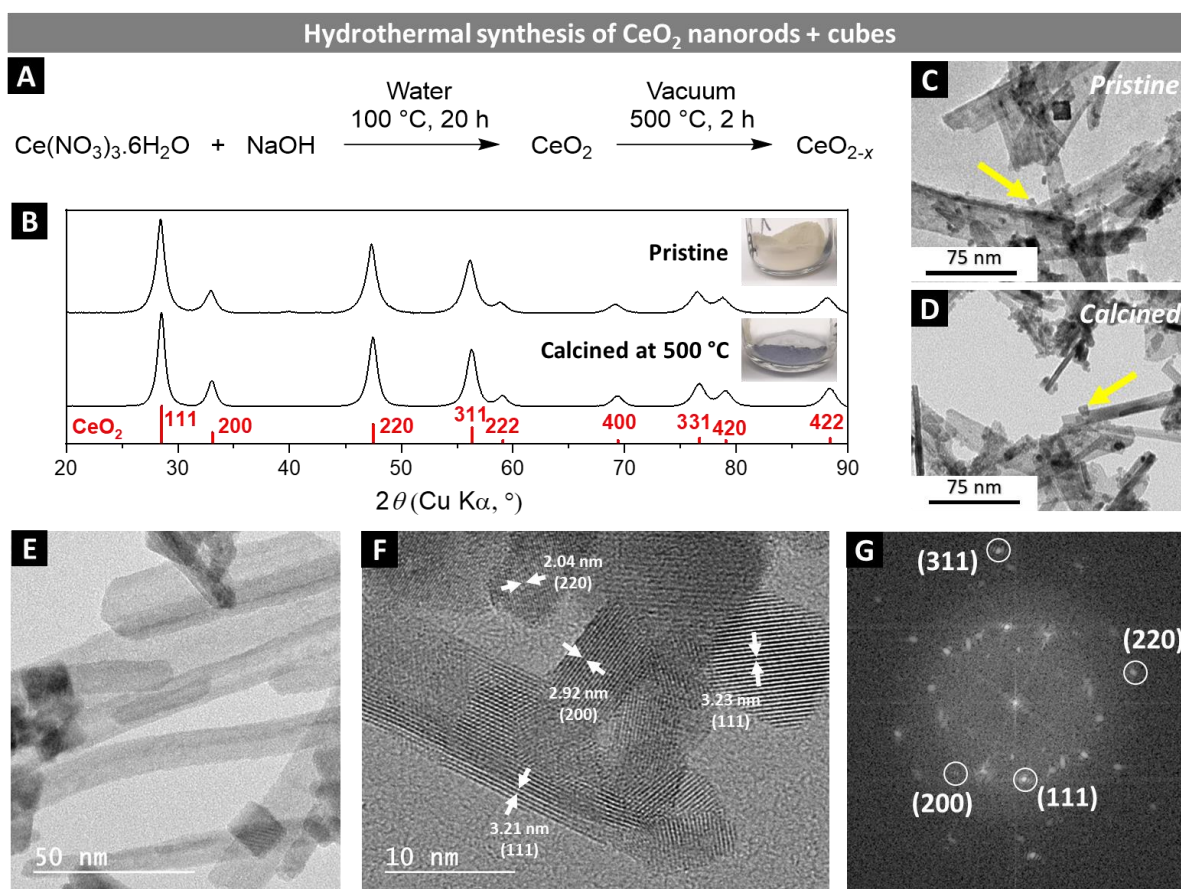 Hydrothermal synthesis of CeO₂ nanorods + cubes
A
Water
100 °C, 20 h
Vacuum
500 °C, 2 h
Ce(NO₃)₃.6H₂O + NaOH
CeO₂
CeO₂₋ₓ
B
Pristine
Calcined at 500 °C
CeO₂
111
200
220
311
222
400
331
420
422
20 30 40 50 60 70 80 90
2θ (Cu Kα, °)
C
Pristine
75 nm
D
Calcined
75 nm
E
50 nm
F
2.04 nm
(220)
2.92 nm
(200)
3.23 nm
(111)
3.21 nm
(111)
10 nm
G
(311)
(220)
(200)
(111)